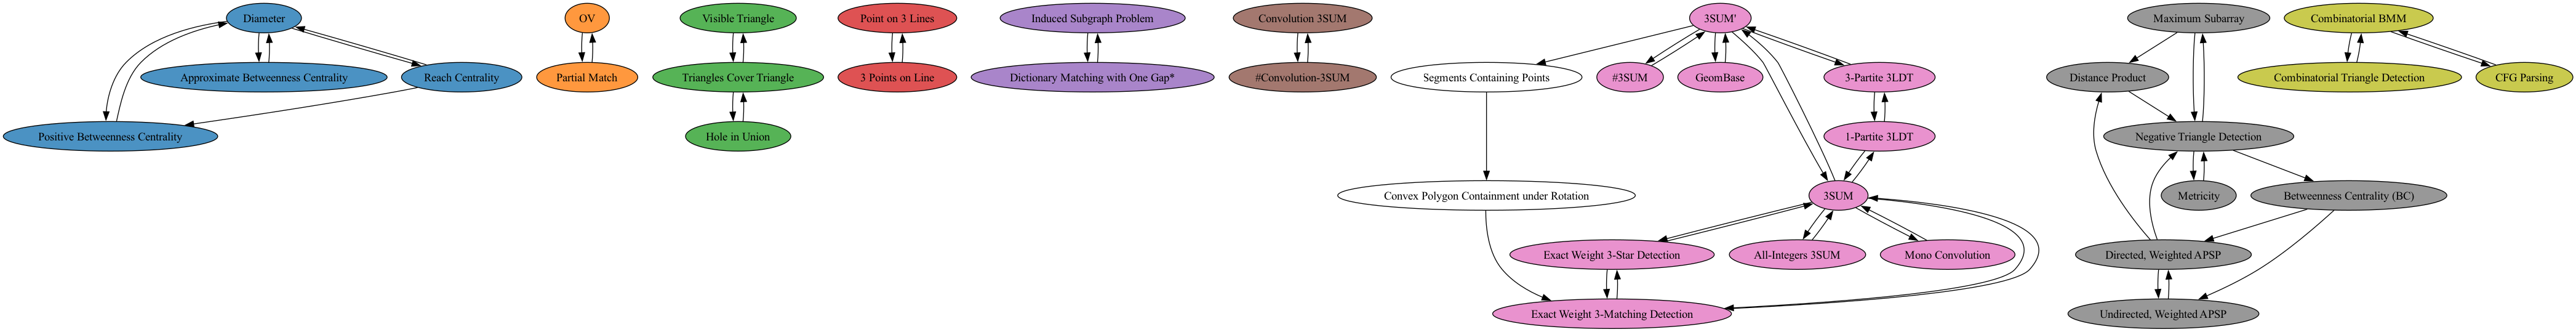 Diameter
OV
Visible Triangle
Point on 3 Lines
Induced Subgraph Problem
Convolution 3SUM
3SUM'
Maximum Subarray
Combinatorial BMM
Approximate Betweenness Centrality
Reach Centrality
Partial Match
Triangles Cover Triangle
3 Points on Line
Dictionary Matching with One Gap*
#Convolution-3SUM
Segments Containing Points
#3SUM
GeomBase
3-Partite 3LDT
Distance Product
Combinatorial Triangle Detection
CFG Parsing
Positive Betweenness Centrality
Hole in Union
1-Partite 3LDT
Negative Triangle Detection
Convex Polygon Containment under Rotation
3SUM
Metricity
Betweenness Centrality (BC)
Exact Weight 3-Star Detection
All-Integers 3SUM
Mono Convolution
Directed, Weighted APSP
Exact Weight 3-Matching Detection
Undirected, Weighted APSP